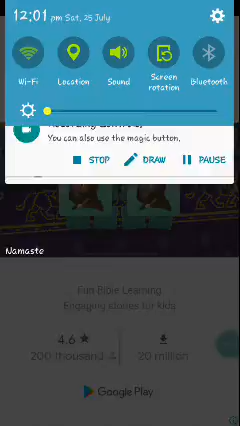 12:01 pm Sat, 25 July
Wi-Fi
Location
Sound
Screen
rotation
Bluetooth
Recording Controls
You can also use the magic button.
STOP
DRAW
PAUSE
Namaste
Fun Bible Learning
Engaging stories for kids
4.6 ★
200 thousand
20 million
Google Play